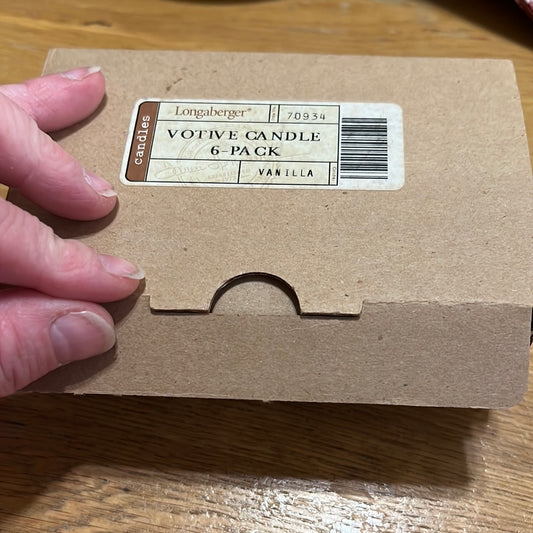 candles
Longaberger® 70934
VOTIVE CANDLE
6-PACK
VANILLA